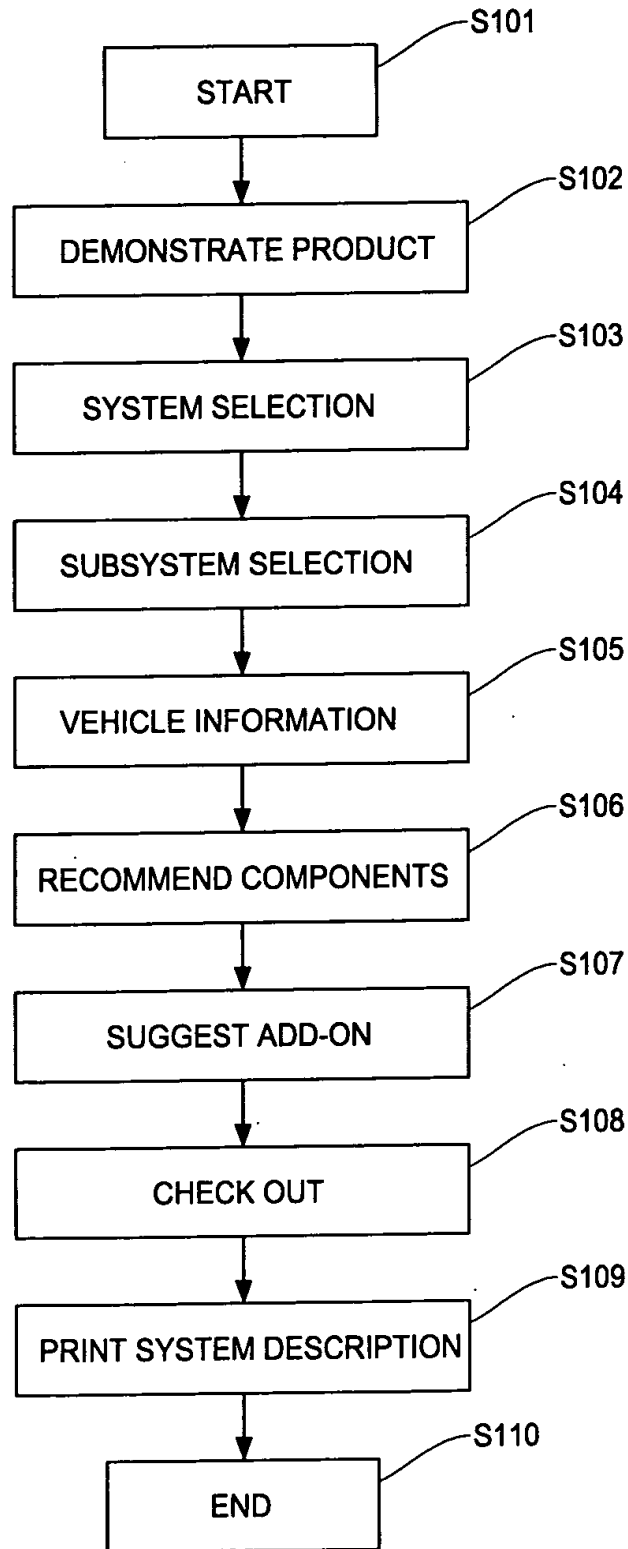 S101
START
S102
DEMONSTRATE PRODUCT
S103
SYSTEM SELECTION
S104
SUBSYSTEM SELECTION
S105
VEHICLE INFORMATION
S106
RECOMMEND COMPONENTS
S107
SUGGEST ADD-ON
S108
CHECK OUT
S109
PRINT SYSTEM DESCRIPTION
S110
END